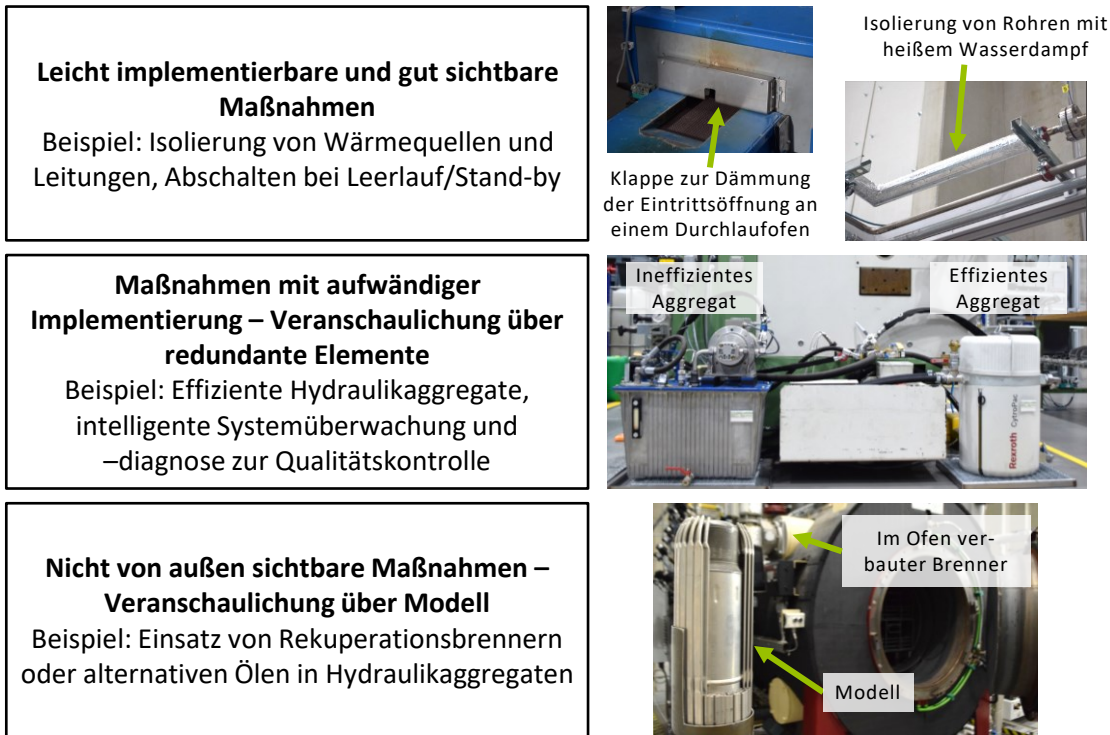 Leicht implementierbare und gut sichtbare
Maßnahmen
Beispiel: Isolierung von Wärmequellen und
Leitungen, Abschalten bei Leerlauf/Stand-by
Isolierung von Rohren mit
heißem Wasserdampf
Klappe zur Dämmung
der Eintrittsöffnung an
einem Durchlaufofen
Maßnahmen mit aufwändiger
Implementierung – Veranschaulichung über
redundante Elemente
Beispiel: Effiziente Hydraulikaggregate,
intelligente Systemüberwachung und
–diagnose zur Qualitätskontrolle
Ineffizientes
Aggregat
Effizientes
Aggregat
Rexroth CytroPac
Nicht von außen sichtbare Maßnahmen –
Veranschaulichung über Modell
Beispiel: Einsatz von Rekuperationsbrennern
oder alternativen Ölen in Hydraulikaggregaten
Im Ofen ver-
bauter Brenner
Modell